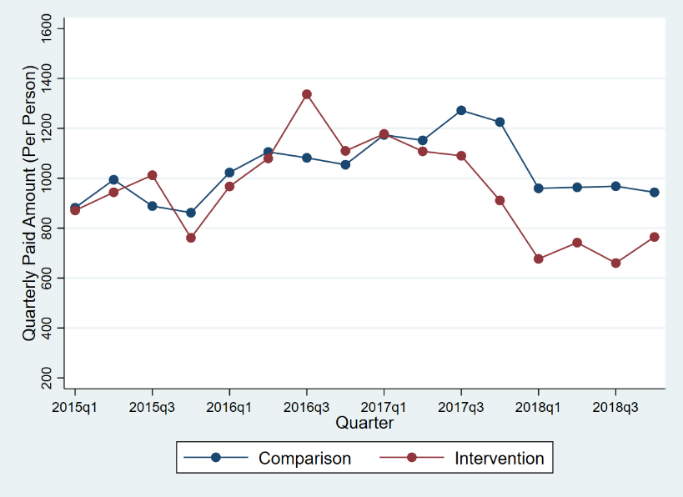 Quarterly Paid Amount (Per Person)
1600
1400
1200
1000
800
600
400
200
2015q1 2015q3 2016q1 2016q3 2017q1 2017q3 2018q1 2018q3
Quarter
Comparison Intervention